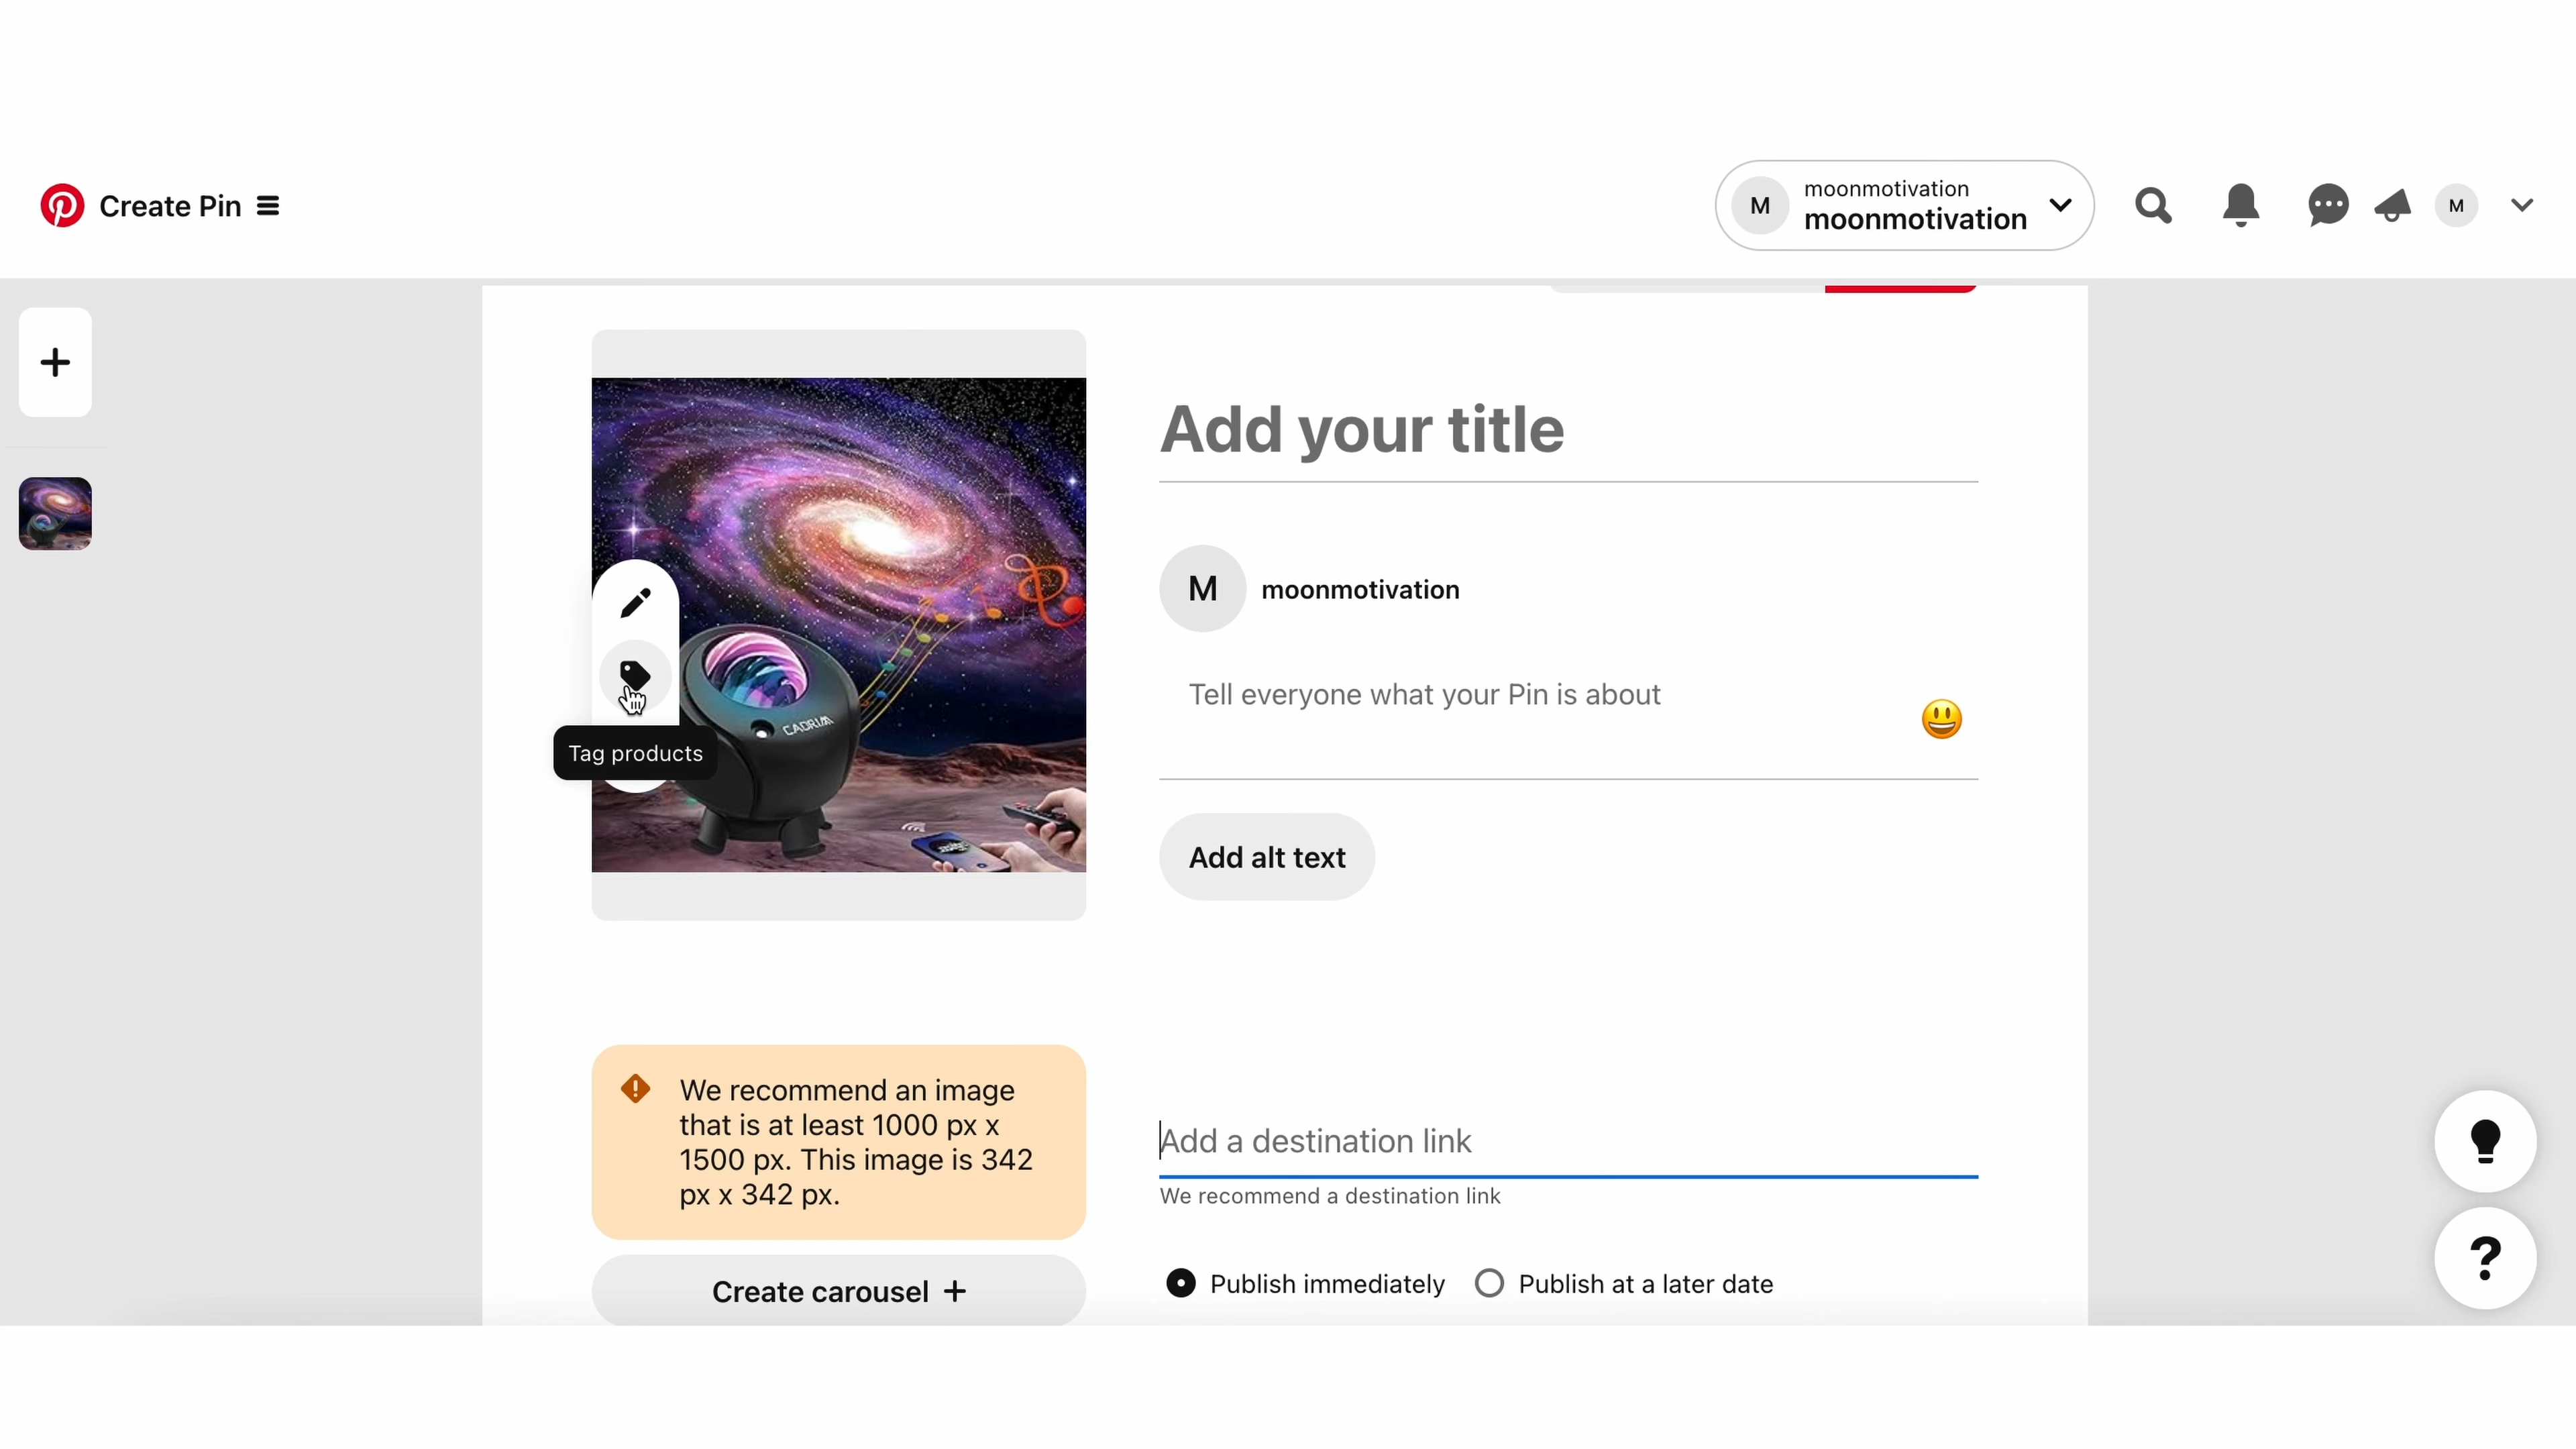 Create Pin
M
moonmotivation
moonmotivation
M
Add your title
M
moonmotivation
Tell everyone what your Pin is about
CADRIM
Tag products
Add alt text
We recommend an image
that is at least 1000 px x
1500 px. This image is 342
px x 342 px.
Add a destination link
We recommend a destination link
Create carousel
Publish immediately
Publish at a later date